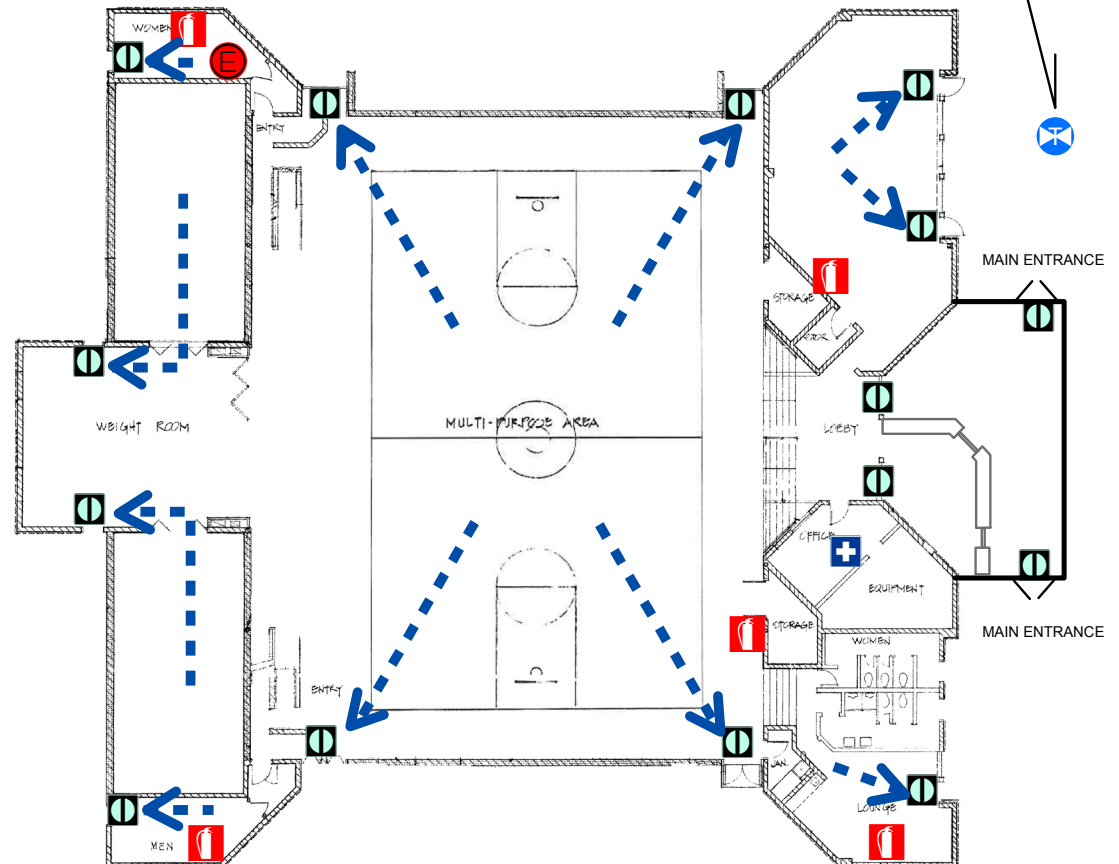 WOMEN
E
ENTRY
T
MAIN ENTRANCE
STORAGE
MULTI-PURPOSE AREA
WEIGHT ROOM
LOBBY
OFFICE
EQUIPMENT
STORAGE
WOMEN
MAIN ENTRANCE
ENTRY
JAN.
LOUNGE
MEN